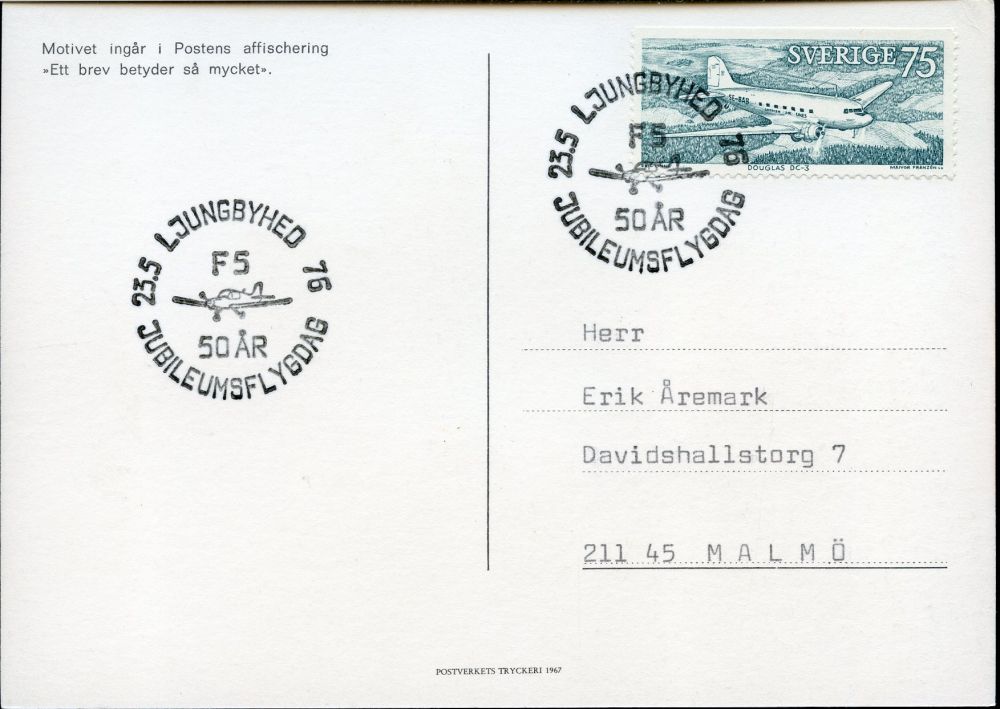 Motivet ingår i Postens affischering
»Ett brev betyder så mycket».
SVERIGE 75
DOUGLAS DC-3
LJUNGBYHED
F5
23.5 76
50 ÅR
JUBILEUMSFLYGDAG
LJUNGBYHED
F5
23.5 76
50 ÅR
JUBILEUMSFLYGDAG
Herr
Erik Åremark
Davidshallstorg 7
211 45 MALMÖ
POSTVERKETS TRYCKERI 1967